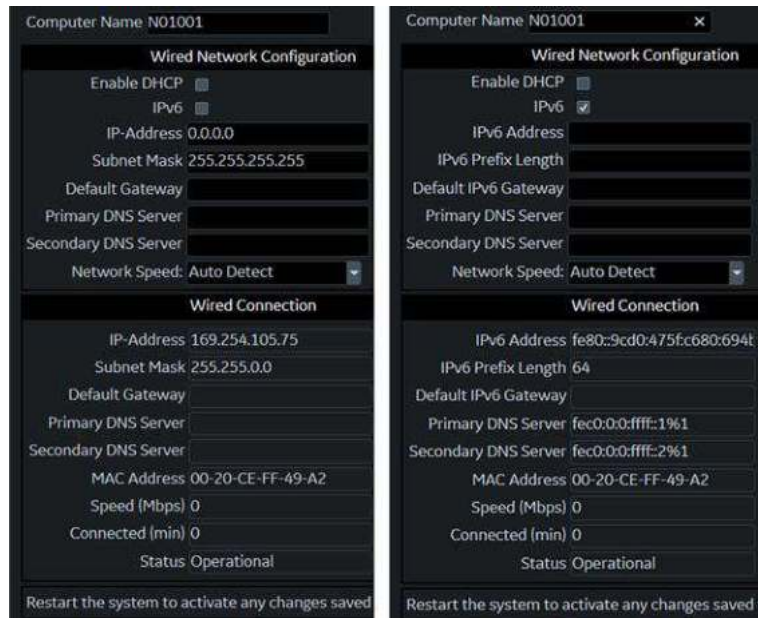 Computer Name N01001
Wired Network Configuration
Enable DHCP
IPv6
IP-Address 0.0.0.0
Subnet Mask 255.255.255.255
Default Gateway
Primary DNS Server
Secondary DNS Server
Network Speed: Auto Detect
Wired Connection
IP-Address 169.254.105.75
Subnet Mask 255.255.0.0
Default Gateway
Primary DNS Server
Secondary DNS Server
MAC Address 00-20-CE-FF-49-A2
Speed (Mbps) 0
Connected (min) 0
Status Operational
Restart the system to activate any changes saved
Computer Name N01001 ×
Wired Network Configuration
Enable DHCP
IPv6
IPv6 Address
IPv6 Prefix Length
Default IPv6 Gateway
Primary DNS Server
Secondary DNS Server
Network Speed: Auto Detect
Wired Connection
IPv6 Address fe80::9cd0:475f:c680:694b
IPv6 Prefix Length 64
Default IPv6 Gateway
Primary DNS Server fec0:0:0:ffff::1%1
Secondary DNS Server fec0:0:0:ffff::2%1
MAC Address 00-20-CE-FF-49-A2
Speed (Mbps) 0
Connected (min) 0
Status Operational
Restart the system to activate any changes saved